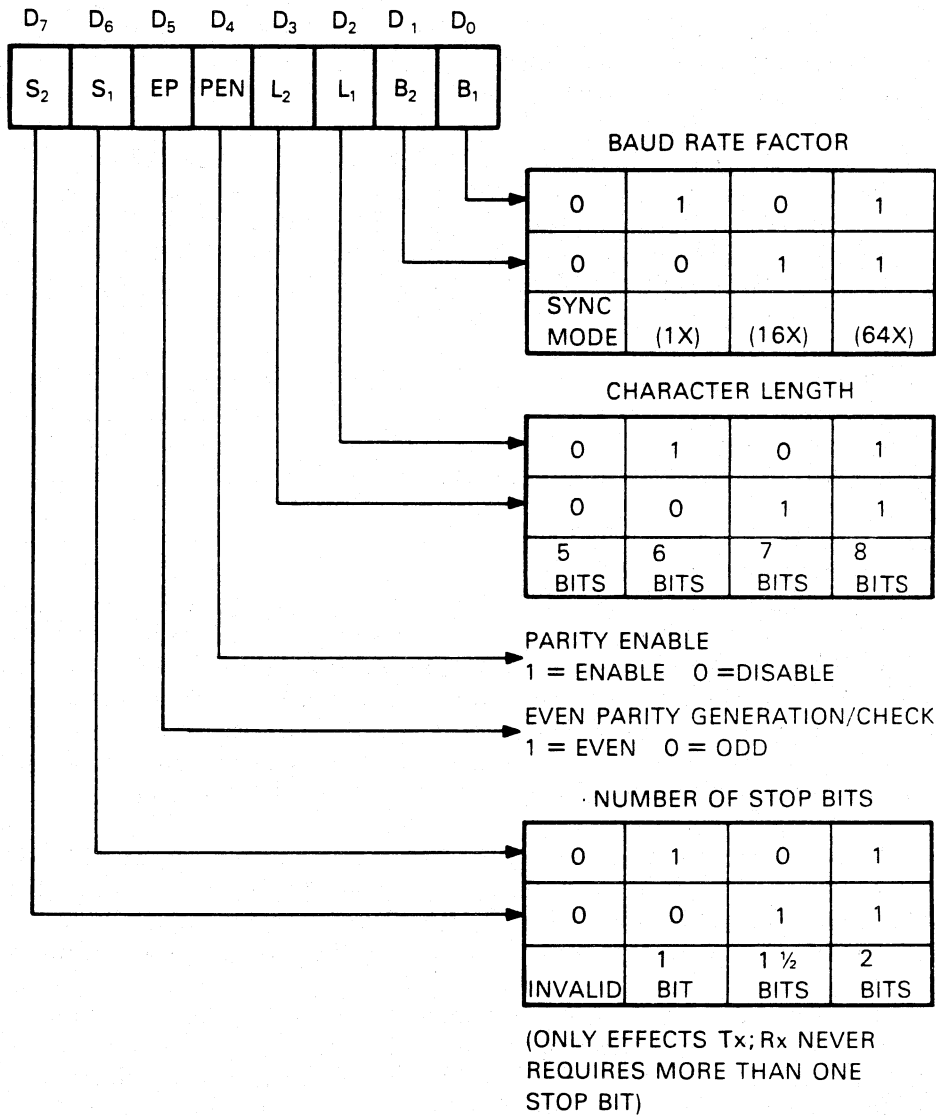 D7 D6 D5 D4 D3 D2 D1 D0
S2 S1 EP PEN L2 L1 B2 B1
BAUD RATE FACTOR
0 1 0 1
0 0 1 1
SYNC
MODE (1X) (16X) (64X)
CHARACTER LENGTH
0 1 0 1
0 0 1 1
5 6 7 8
BITS BITS BITS BITS
PARITY ENABLE
1 = ENABLE 0 =DISABLE
EVEN PARITY GENERATION/CHECK
1 = EVEN 0 = ODD
NUMBER OF STOP BITS
0 1 0 1
0 0 1 1
1 1 ½ 2
INVALID BIT BITS BITS
(ONLY EFFECTS Tx; Rx NEVER
REQUIRES MORE THAN ONE
STOP BIT)